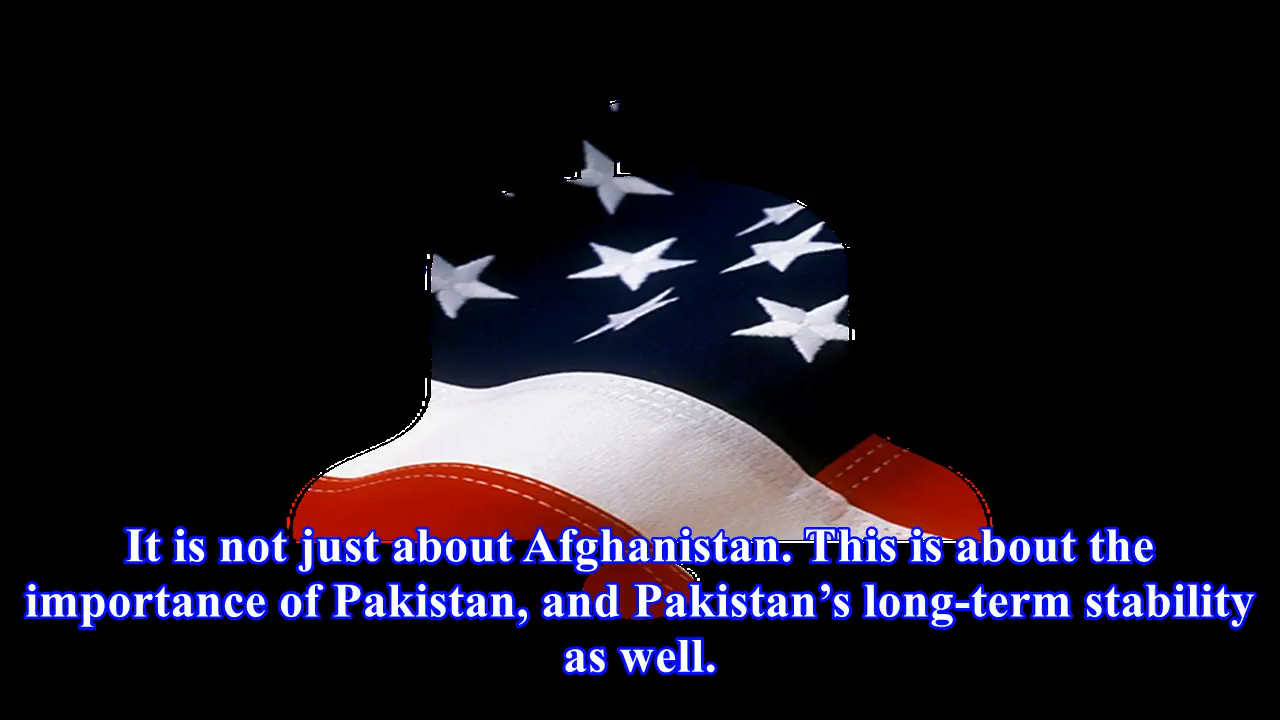 It is not just about Afghanistan. This is about the
importance of Pakistan, and Pakistan’s long-term stability
as well.